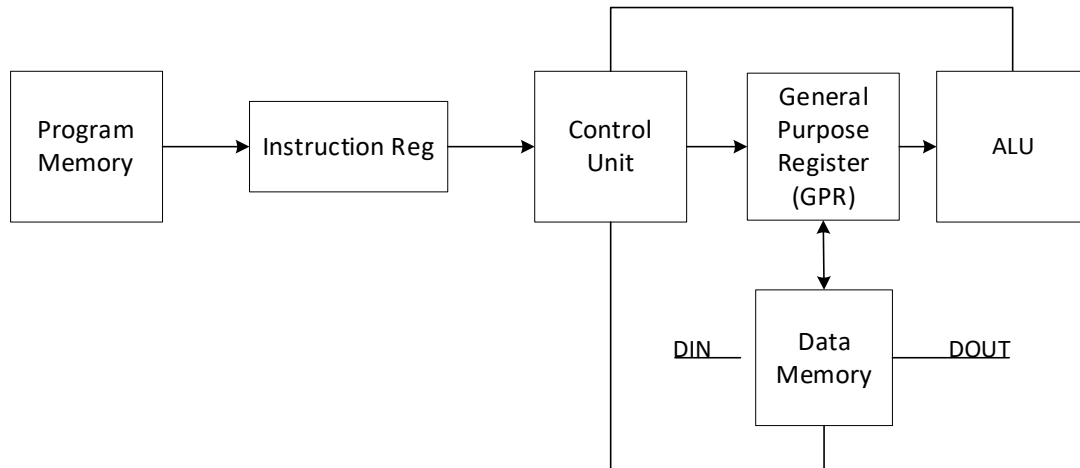 Program
Memory
Instruction Reg
Control
Unit
General
Purpose
Register
(GPR)
ALU
DIN
Data
Memory
DOUT